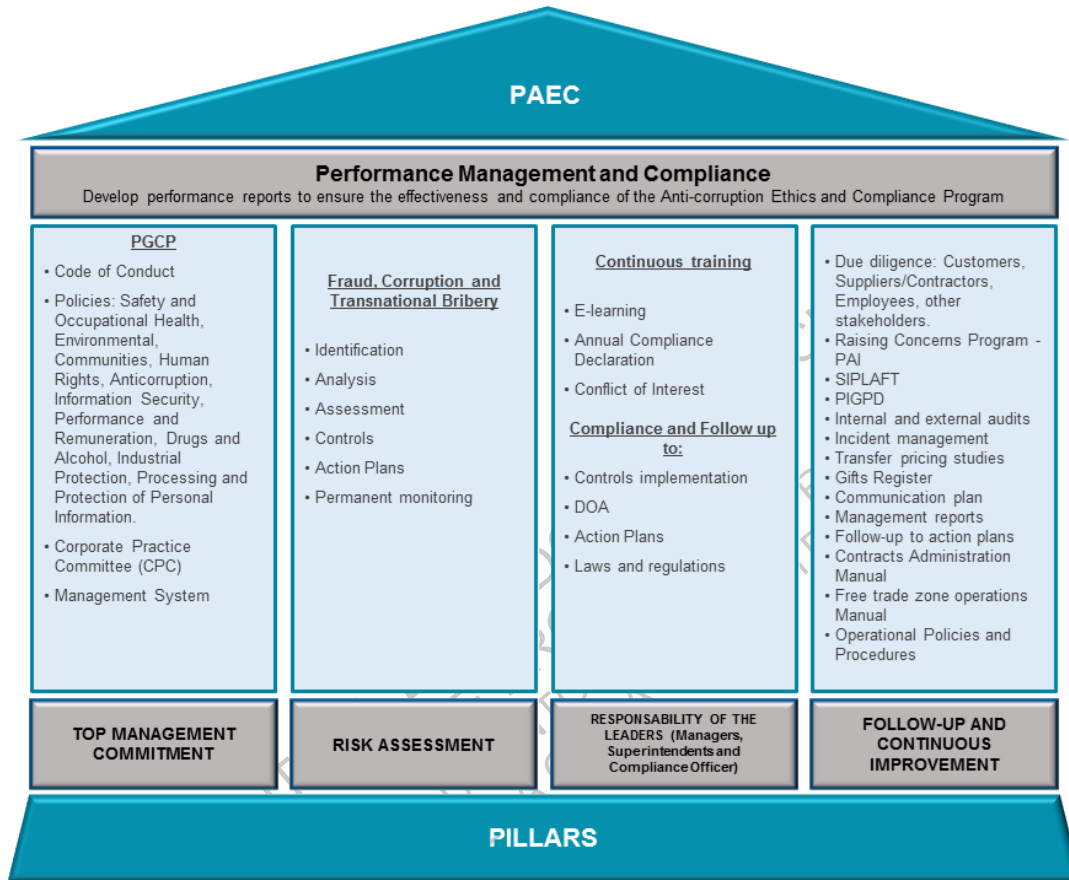 PAEC
Performance Management and Compliance
Develop performance reports to ensure the effectiveness and compliance of the Anti-corruption Ethics and Compliance Program
PGCP
• Code of Conduct
• Policies: Safety and
Occupational Health,
Environmental,
Communities, Human
Rights, Anticorruption,
Information Security,
Performance and
Remuneration, Drugs and
Alcohol, Industrial
Protection, Processing and
Protection of Personal
Information.
• Corporate Practice
Committee (CPC)
• Management System
TOP MANAGEMENT
COMMITMENT
Fraud, Corruption and
Transnational Bribery
• Identification
• Analysis
• Assessment
• Controls
• Action Plans
• Permanent monitoring
RISK ASSESSMENT
Continuous training
• E-learning
• Annual Compliance
Declaration
• Conflict of Interest
Compliance and Follow up
to:
• Controls implementation
• DOA
• Action Plans
• Laws and regulations
RESPONSABILITY OF THE
LEADERS (Managers,
Superintendents and
Compliance Officer)
• Due diligence: Customers,
Suppliers/Contractors,
Employees, other
stakeholders.
• Raising Concerns Program -
PAI
• SIPLAFT
• PIGPD
• Internal and external audits
• Incident management
• Transfer pricing studies
• Gifts Register
• Communication plan
• Management reports
• Follow-up to action plans
• Contracts Administration
Manual
• Free trade zone operations
Manual
• Operational Policies and
Procedures
FOLLOW-UP AND
CONTINUOUS
IMPROVEMENT
PILLARS